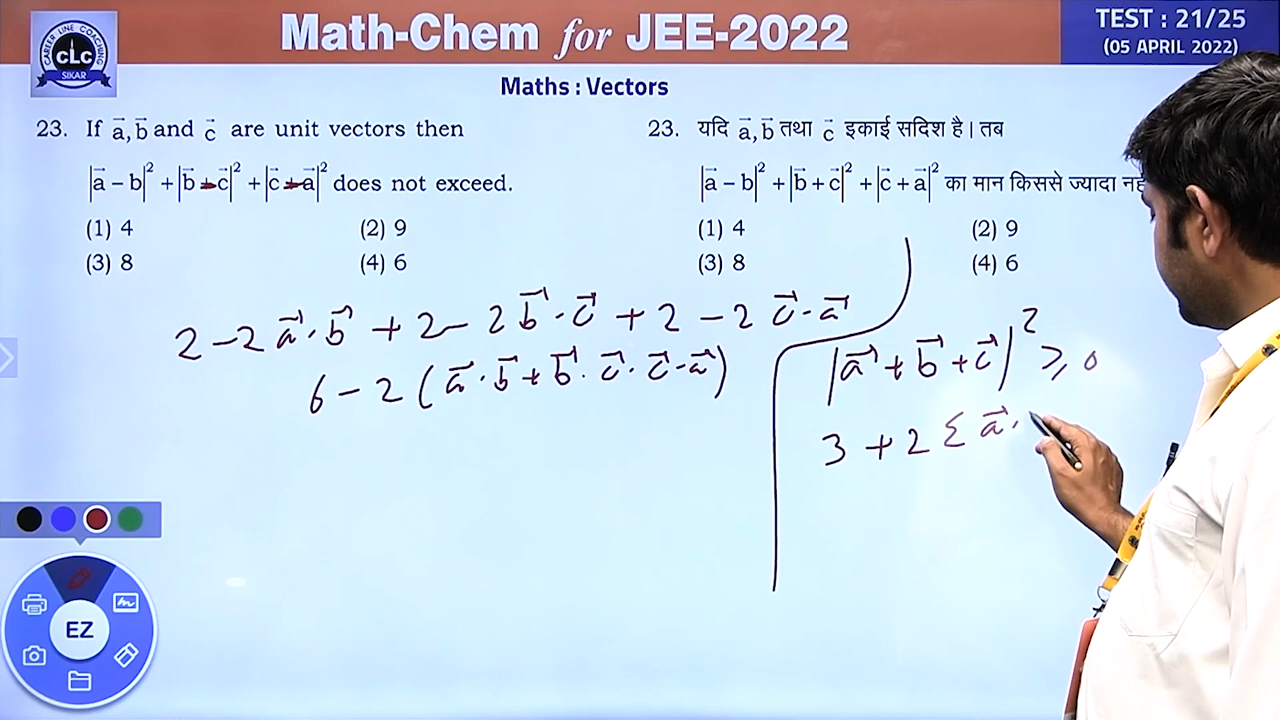 CAREER LINE COACHING
CLC
SIKAR
Math-Chem for JEE-2022
TEST : 21/25
(05 APRIL 2022)
Maths : Vectors
23. If a⃗, b⃗ and c⃗ are unit vectors then
|a⃗ − b|² + |b⃗ − c⃗|² + |c⃗ − a⃗|² does not exceed.
(1) 4 (2) 9
(3) 8 (4) 6
23. यदि a⃗, b⃗ तथा c⃗ इकाई सदिश है। तब
|a⃗ − b|² + |b⃗ + c⃗|² + |c⃗ + a⃗|² का मान किससे ज्यादा
(1) 4 (2) 9
(3) 8 (4) 6
2 − 2 a⃗ · b⃗ + 2 − 2 b⃗ · c⃗ + 2 − 2 c⃗ · a⃗
6 − 2 ( a⃗ · b⃗ + b⃗ · c⃗ · c⃗ · a⃗ )
|a⃗ + b⃗ + c⃗|² ≥ 0
3 + 2 Σ a⃗ ·
EZ